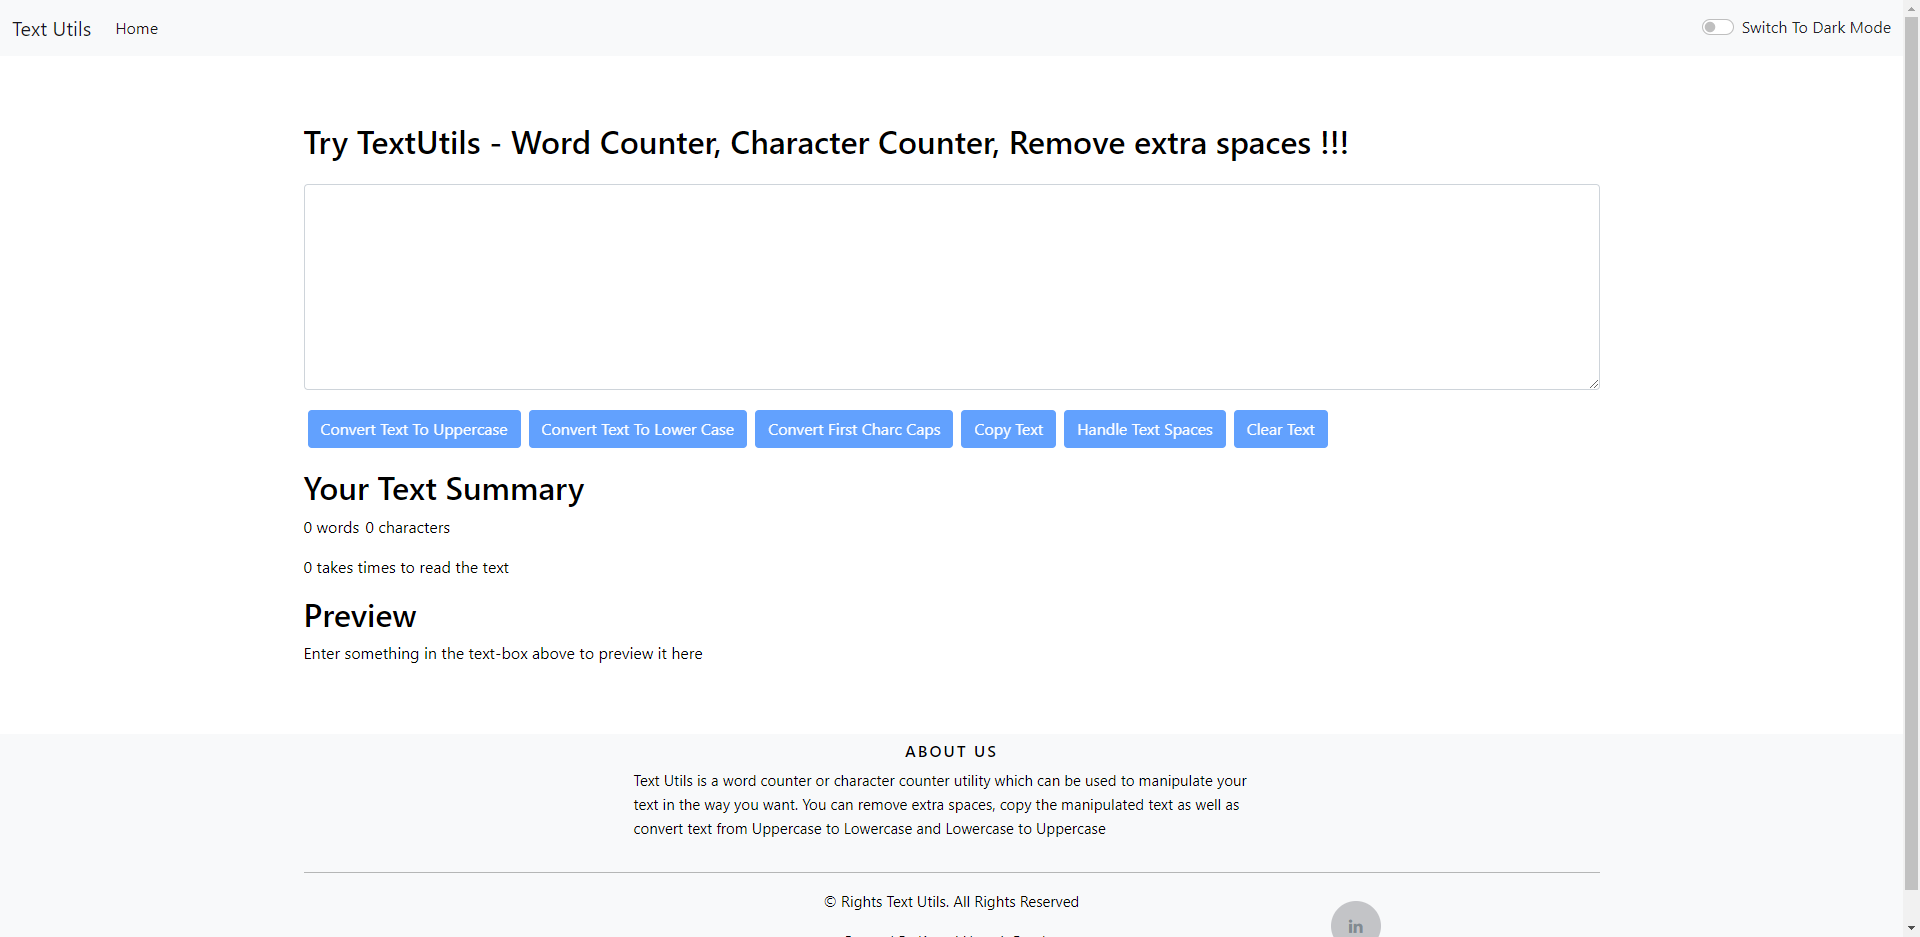 Text Utils Home Switch To Dark Mode
Try TextUtils - Word Counter, Character Counter, Remove extra spaces !!!
Convert Text To Uppercase Convert Text To Lower Case Convert First Charc Caps Copy Text Handle Text Spaces Clear Text
Your Text Summary
0 words 0 characters
0 takes times to read the text
Preview
Enter something in the text-box above to preview it here
ABOUT US
Text Utils is a word counter or character counter utility which can be used to manipulate your
text in the way you want. You can remove extra spaces, copy the manipulated text as well as
convert text from Uppercase to Lowercase and Lowercase to Uppercase
© Rights Text Utils. All Rights Reserved
in